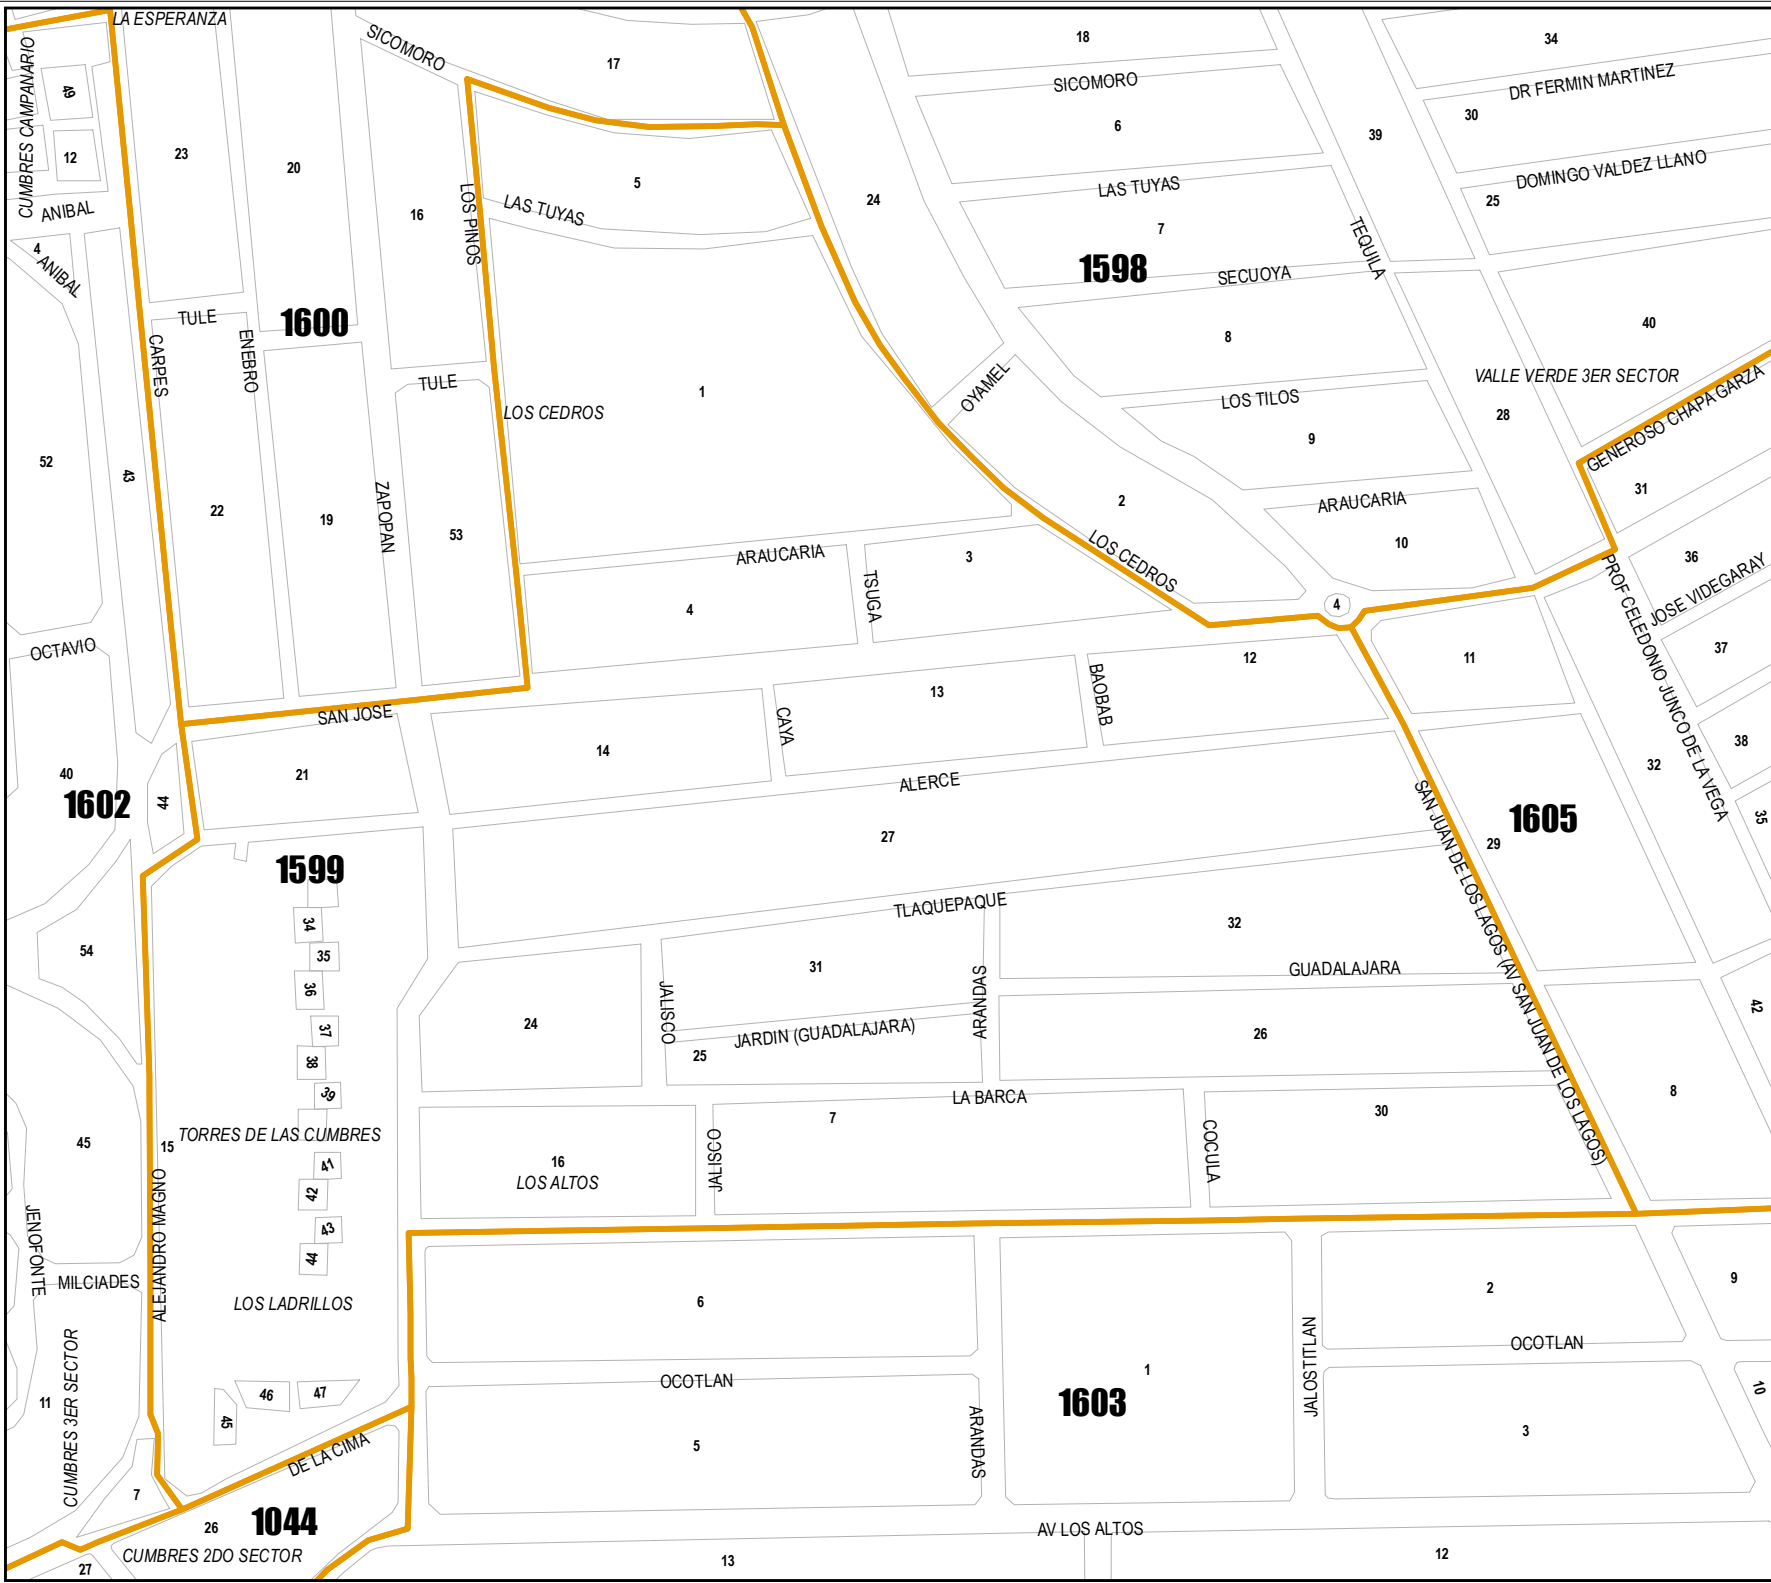 LA ESPERANZA
SICOMORO
17
18
34
CUMBRES CAMPANARIO
49
SICOMORO
DR FERMIN MARTINEZ
30
6
39
12
23
20
5
LAS TUYAS
DOMINGO VALDEZ LLANO
25
ANIBAL
16
LOS PINOS
LAS TUYAS
24
7
TEQUILA
4
ANIBAL
1598
SECUOYA
TULE
1600
40
CARPES
ENEBRO
8
TULE
VALLE VERDE 3ER SECTOR
LOS CEDROS
1
OYAMEL
LOS TILOS
28
GENEROSO CHAPA GARZA
9
52
43
31
22
19
ZAPOPAN
53
2
ARAUCARIA
10
ARAUCARIA
3
LOS CEDROS
36
JOSE VIDEGARAY
4
TSUGA
4
PROF CELEDONIO JUNCO DE LA VEGA
OCTAVIO
12
11
37
13
BAOBAB
SAN JOSE
CAYA
14
38
40
21
32
1602
44
ALERCE
SAN JUAN DE LOS LAGOS (AV SAN JUAN DE LOS LAGOS)
1605
35
27
29
1599
TLAQUEPAQUE
34
32
54
35
31
GUADALAJARA
36
JALISCO
ARANDAS
42
24
37
JARDIN (GUADALAJARA)
26
25
38
39
LA BARCA
8
7
30
45
15
TORRES DE LAS CUMBRES
41
16
JALISCO
COCULA
LOS ALTOS
42
ALEJANDRO MAGNO
43
JENOFONTE
44
MILCIADES
LOS LADRILLOS
6
2
9
OCOTLAN
JALOSTITLAN
OCOTLAN
1
46
47
10
11
45
1603
CUMBRES 3ER SECTOR
5
ARANDAS
3
DE LA CIMA
7
26
1044
AV LOS ALTOS
CUMBRES 2DO SECTOR
13
12
27